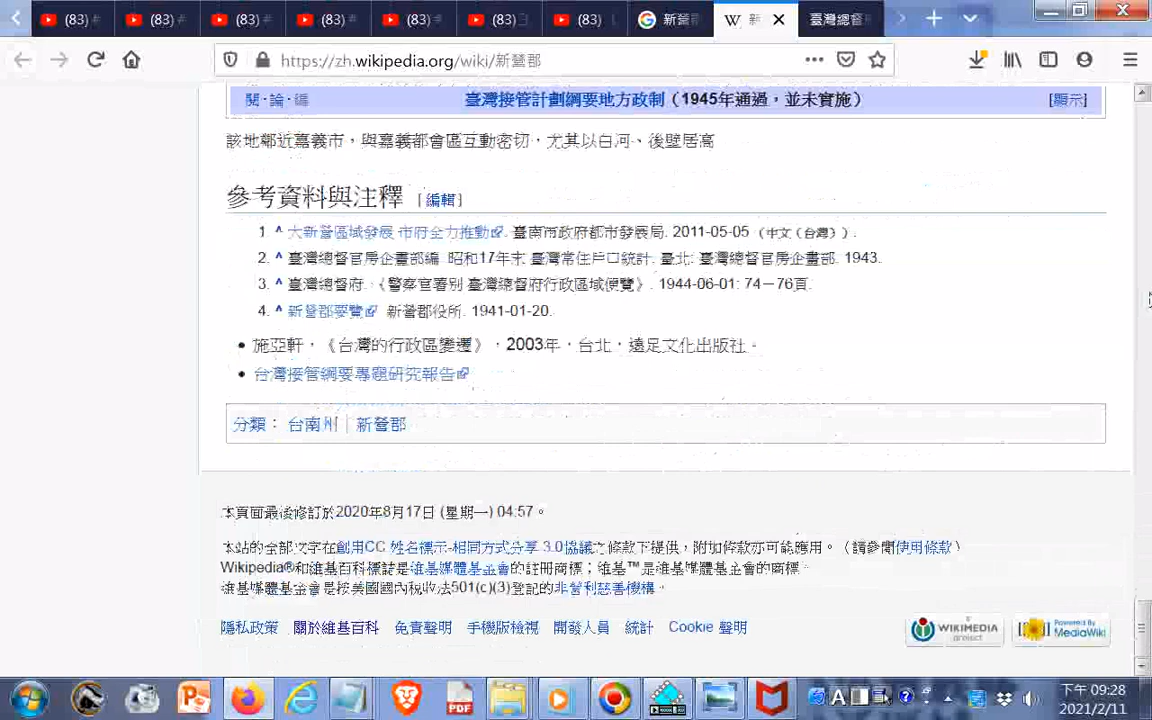 (83)
(83)
(83)
(83)
(83)
(83)
(83)
新營
W 新
臺灣總督
https://zh.wikipedia.org/wiki/新營郡
閱·論·編
臺灣接管計劃綱要地方政制（1945年通過，並未實施）
[顯示]
該地鄰近嘉義市，與嘉義都會區互動密切，尤其以白河、後壁居高
參考資料與注釋 [編輯]
1. ^ 大新營區域發展 市府全力推動. 臺南市政府都市發展局. 2011-05-05 （中文（台灣））.
2. ^ 臺灣總督官房企畫部編. 昭和17年末 臺灣常住戶口統計. 臺北: 臺灣總督官房企畫部. 1943.
3. ^ 臺灣總督府. 《警察官署別 臺灣總督府行政區域便覽》. 1944-06-01: 74－76頁.
4. ^ 新營郡要覽. 新營郡役所. 1941-01-20.
• 施亞軒，《台灣的行政區變遷》，2003年，台北，遠足文化出版社。
• 台灣接管綱要專題研究報告
分類： 台南州 | 新營郡
本頁面最後修訂於2020年8月17日 (星期一) 04:57。
本站的全部文字在創用CC 姓名標示-相同方式分享 3.0協議之條款下提供，附加條款亦可能應用。（請參閱使用條款）
Wikipedia®和維基百科標誌是維基媒體基金會的註冊商標；維基™是維基媒體基金會的商標。
維基媒體基金會是按美國國內稅收法501(c)(3)登記的非營利慈善機構。
隱私政策 關於維基百科 免責聲明 手機版檢視 開發人員 統計 Cookie 聲明
WIKIMEDIA project
Powered By MediaWiki
PDF
A
下午 09:28
2021/2/11